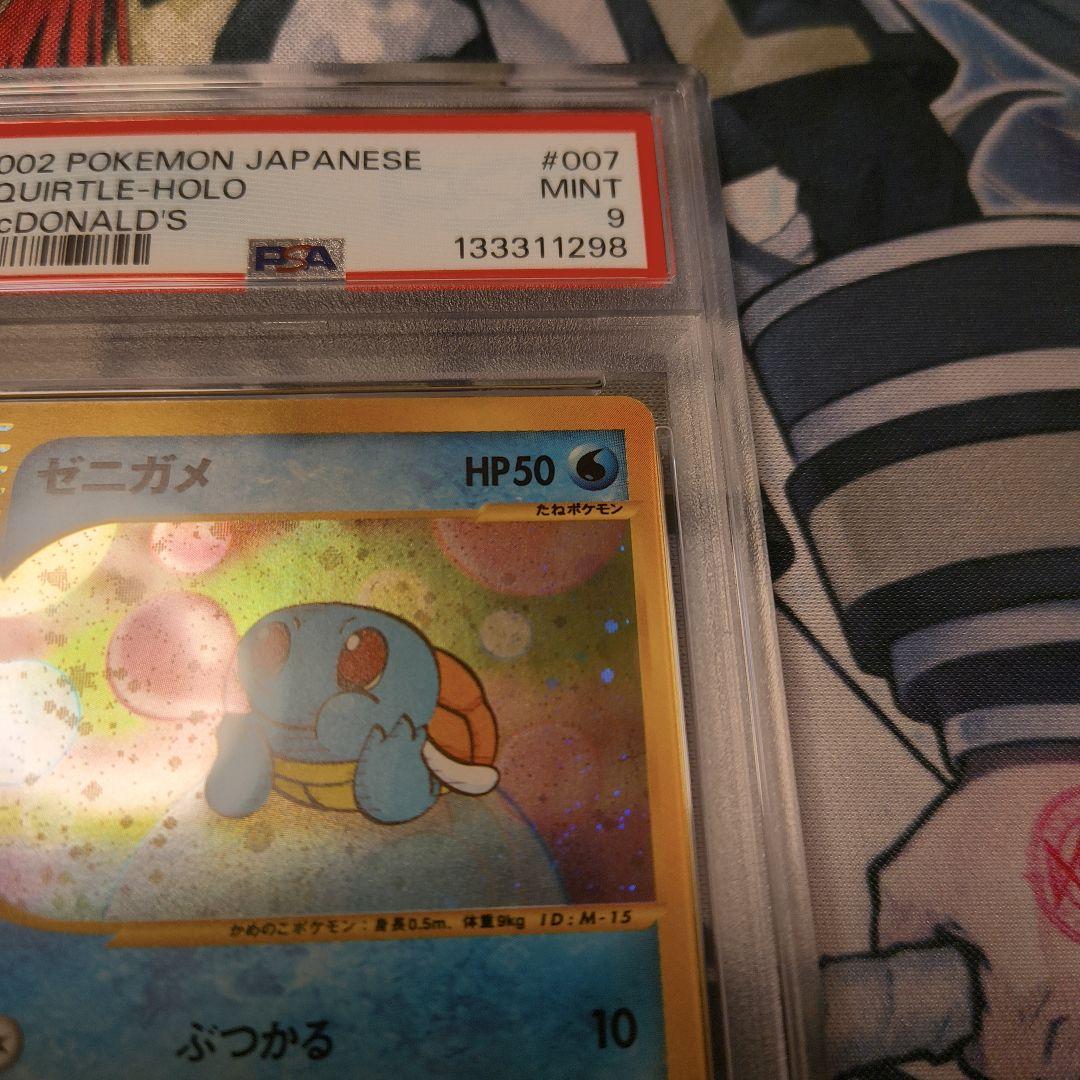 002 POKEMON JAPANESE #007
QUIRTLE-HOLO MINT
cDONALD'S 9
PSA 133311298
ゼニガメ HP50
たねポケモン
かめのこポケモン：身長0.5m、体重9kg ID:M-15
ぶつかる 10